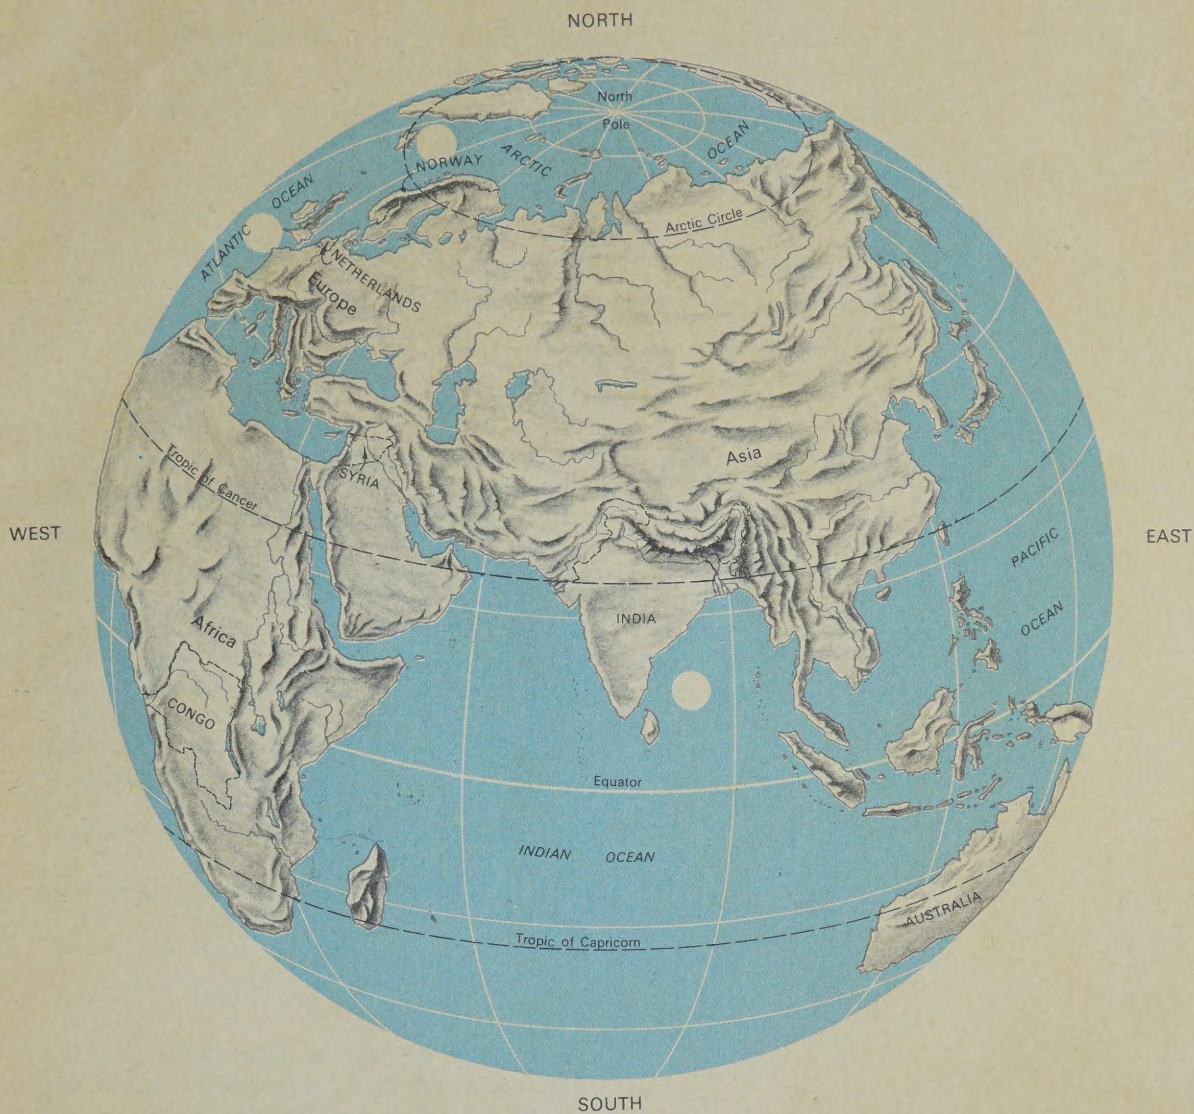 NORTH
North
Pole
ARCTIC OCEAN
NORWAY
ATLANTIC OCEAN
Arctic Circle
NETHERLANDS
Europe
Asia
SYRIA
Tropic of Cancer
WEST
EAST
PACIFIC OCEAN
INDIA
Africa
CONGO
Equator
INDIAN OCEAN
AUSTRALIA
Tropic of Capricorn
SOUTH